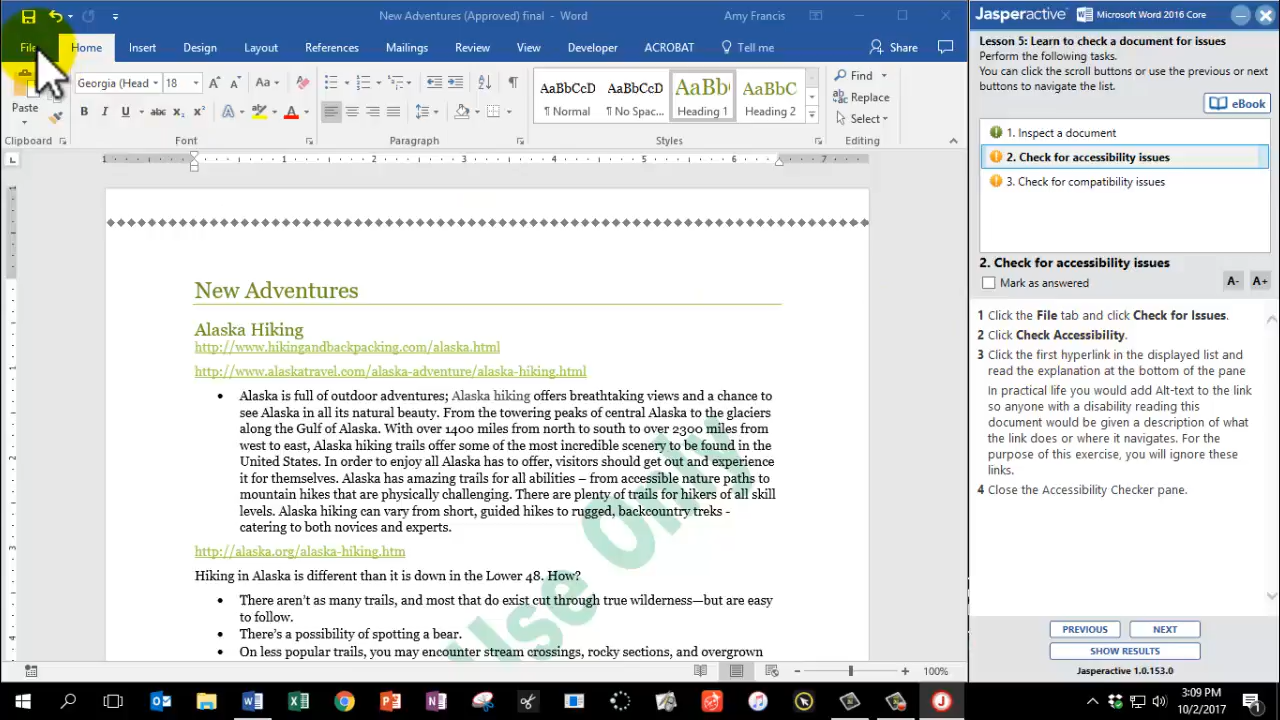 New Adventures (Approved) final - Word
Amy Francis
File
Home
Insert
Design
Layout
References
Mailings
Review
View
Developer
ACROBAT
Tell me
Share
Paste
Clipboard
Georgia (Head
18
Aa
B I U abc x₂ x²
A
Font
Paragraph
AaBbCcD
¶ Normal
AaBbCcD
¶ No Spac...
AaBb
Heading 1
AaBbC
Heading 2
Styles
Find
Replace
Select
Editing
1 1 2 3 4 5 6 7
New Adventures
Alaska Hiking
http://www.hikingandbackpacking.com/alaska.html
http://www.alaskatravel.com/alaska-adventure/alaska-hiking.html
• Alaska is full of outdoor adventures; Alaska hiking offers breathtaking views and a chance to
see Alaska in all its natural beauty. From the towering peaks of central Alaska to the glaciers
along the Gulf of Alaska. With over 1400 miles from north to south to over 2300 miles from
west to east, Alaska hiking trails offer some of the most incredible scenery to be found in the
United States. In order to enjoy all Alaska has to offer, visitors should get out and experience
it for themselves. Alaska has amazing trails for all abilities – from accessible nature paths to
mountain hikes that are physically challenging. There are plenty of trails for hikers of all skill
levels. Alaska hiking can vary from short, guided hikes to rugged, backcountry treks -
catering to both novices and experts.
http://alaska.org/alaska-hiking.htm
Hiking in Alaska is different than it is down in the Lower 48. How?
• There aren't as many trails, and most that do exist cut through true wilderness—but are easy
to follow.
• There's a possibility of spotting a bear.
• On less popular trails, you may encounter stream crossings, rocky sections, and overgrown
Use Only
100%
Jasperactive
Microsoft Word 2016 Core
Lesson 5: Learn to check a document for issues
Perform the following tasks.
You can click the scroll buttons or use the previous or next
buttons to navigate the list.
eBook
1. Inspect a document
2. Check for accessibility issues
3. Check for compatibility issues
2. Check for accessibility issues
Mark as answered
A- A+
1 Click the File tab and click Check for Issues.
2 Click Check Accessibility.
3 Click the first hyperlink in the displayed list and
read the explanation at the bottom of the pane
In practical life you would add Alt-text to the link
so anyone with a disability reading this
document would be given a description of what
the link does or where it navigates. For the
purpose of this exercise, you will ignore these
links.
4 Close the Accessibility Checker pane.
PREVIOUS
NEXT
SHOW RESULTS
Jasperactive 1.0.153.0
3:09 PM
10/2/2017